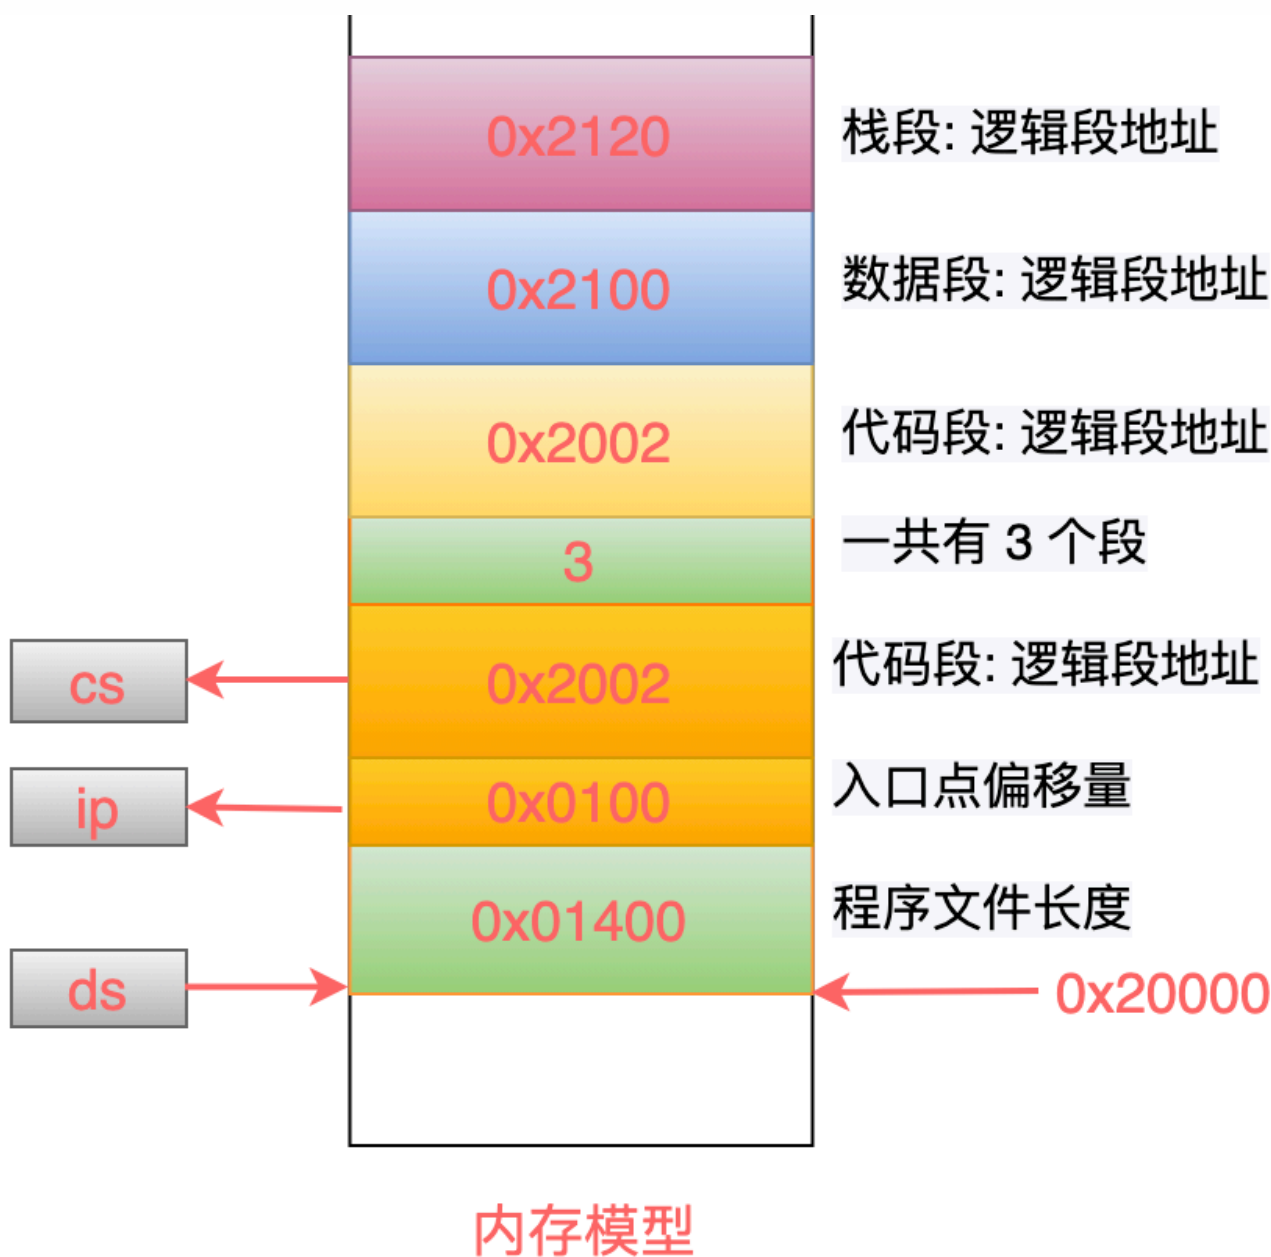 0x2120
栈段: 逻辑段地址
0x2100
数据段: 逻辑段地址
0x2002
代码段: 逻辑段地址
3
一共有 3 个段
cs
0x2002
代码段: 逻辑段地址
ip
0x0100
入口点偏移量
0x01400
程序文件长度
ds
0x20000
内存模型